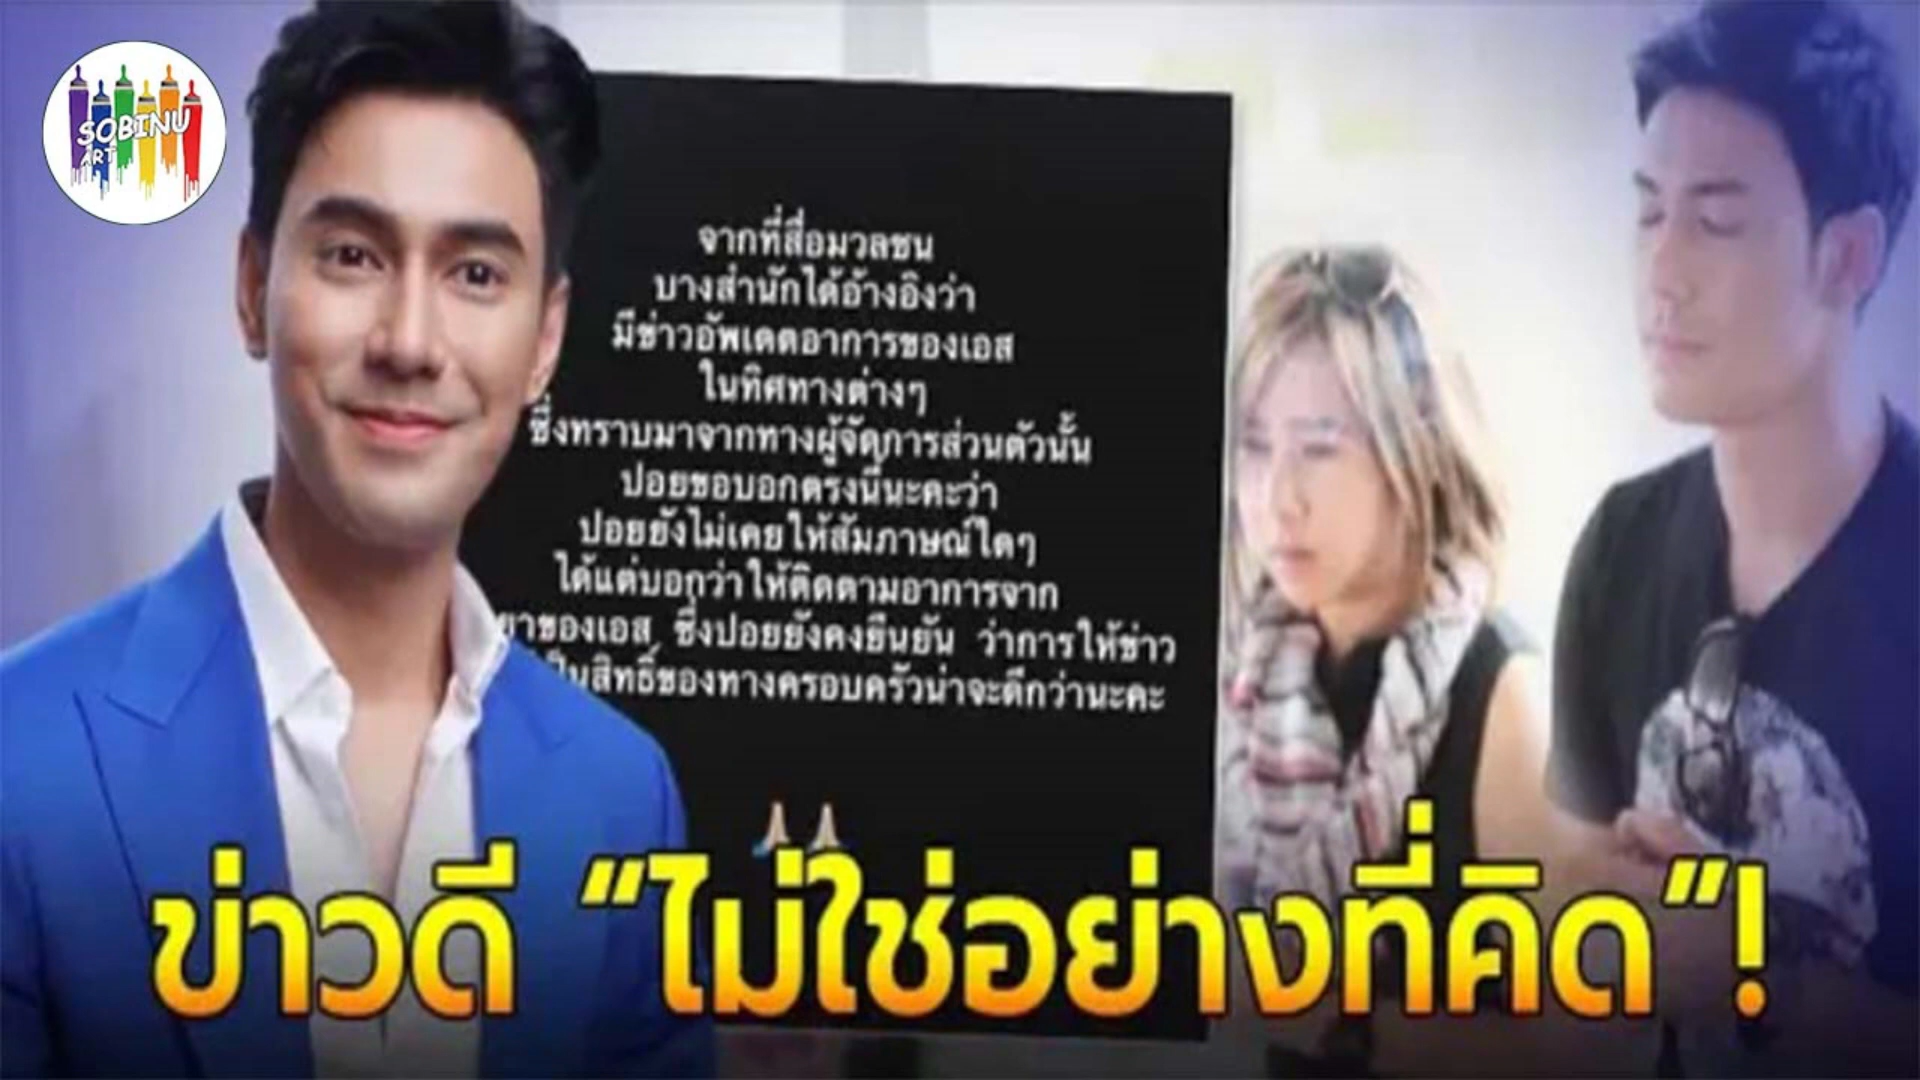 SOBINU
ART
จากที่สื่อมวลชน
บางสำนักได้อ้างอิงว่า
มีข่าวอัพเดตอาการของเอส
ในทิศทางต่างๆ
ซึ่งทราบมาจากทางผู้จัดการส่วนตัวนั้น
ปอยขอบอกตรงนี้นะคะว่า
ปอยยังไม่เคยให้สัมภาษณ์ใดๆ
ได้แต่บอกว่าให้ติดตามอาการจาก
ของเอส ซึ่งปอยยังคงยืนยัน ว่าการให้ข่าว
สิทธิ์ของทางครอบครัวน่าจะดีกว่านะคะ
ข่าวดี “ไม่ใช่อย่างที่คิด”!